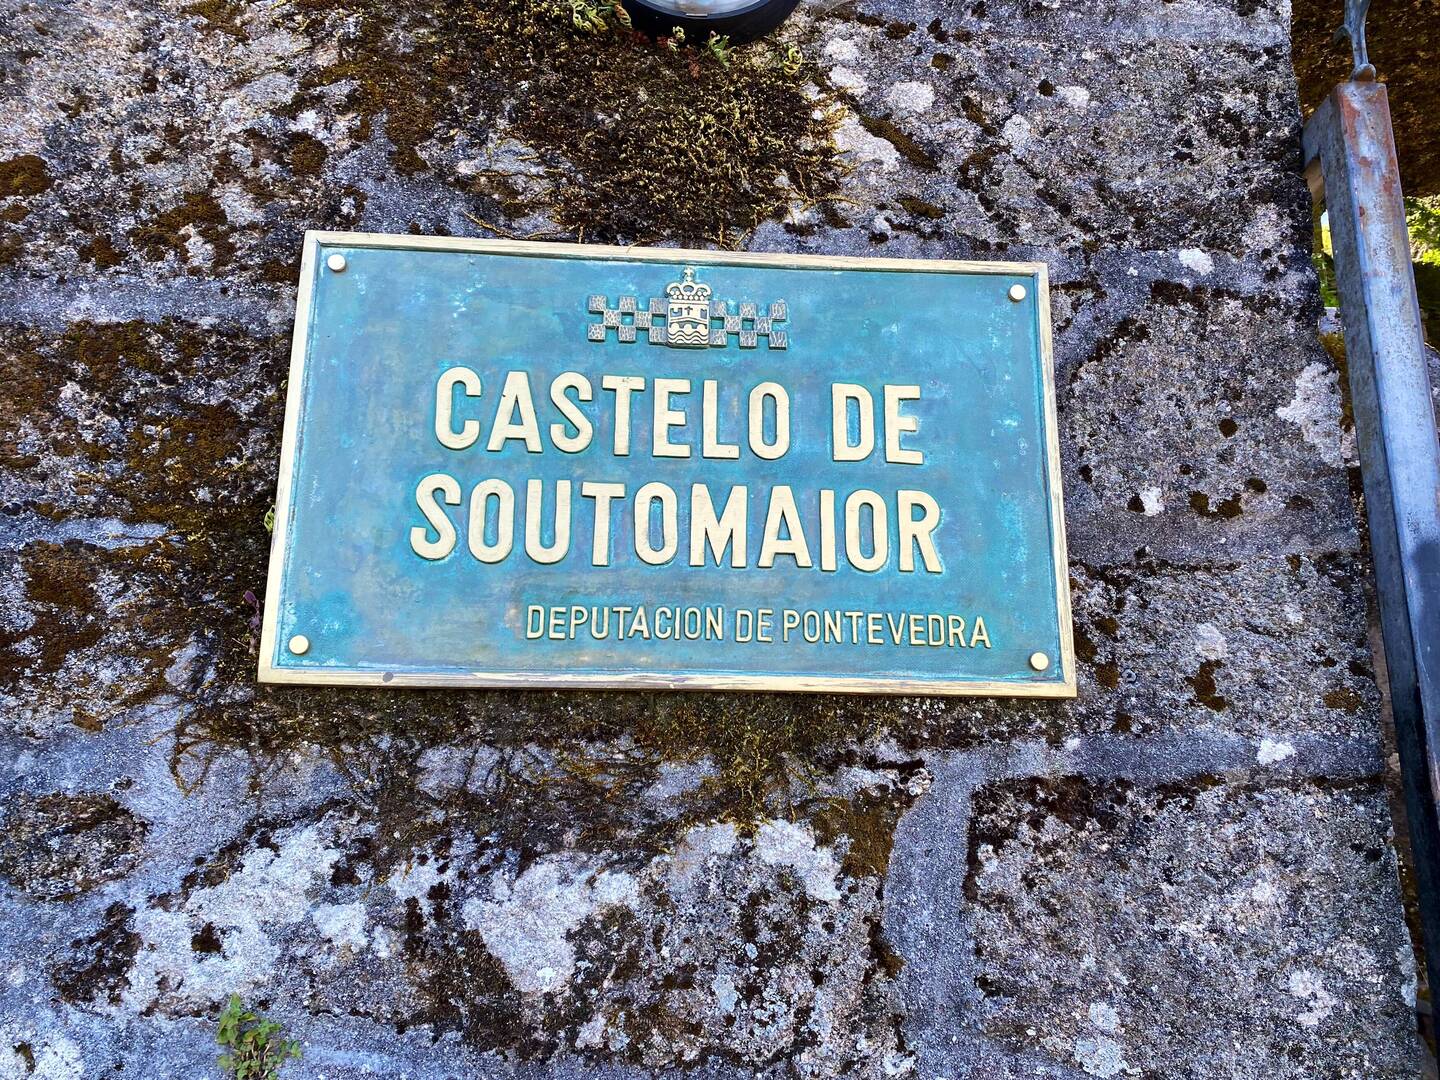 CASTELO DE
SOUTOMAIOR
DEPUTACION DE PONTEVEDRA